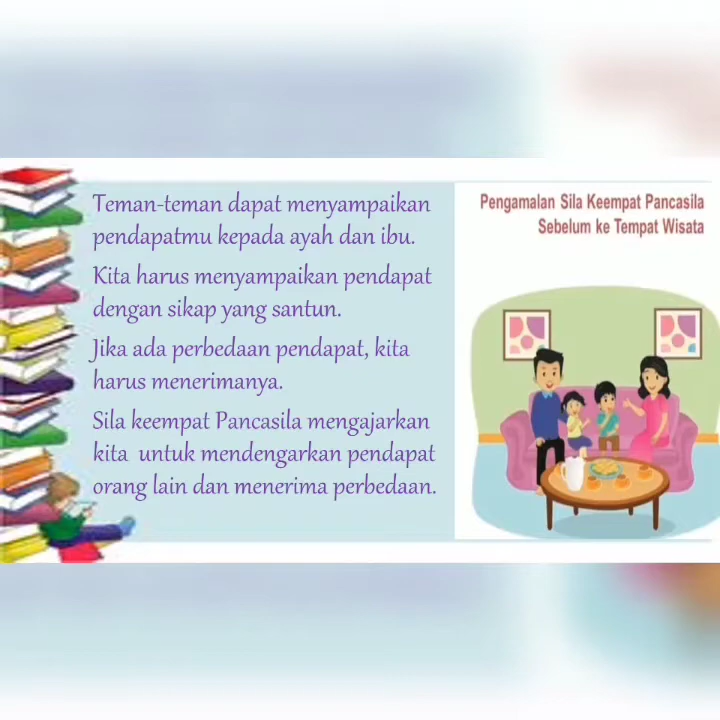 Teman-teman dapat menyampaikan
pendapatmu kepada ayah dan ibu.
Kita harus menyampaikan pendapat
dengan sikap yang santun.
Jika ada perbedaan pendapat, kita
harus menerimanya.
Sila keempat Pancasila mengajarkan
kita untuk mendengarkan pendapat
orang lain dan menerima perbedaan.
Pengamalan Sila Keempat Pancasila
Sebelum ke Tempat Wisata